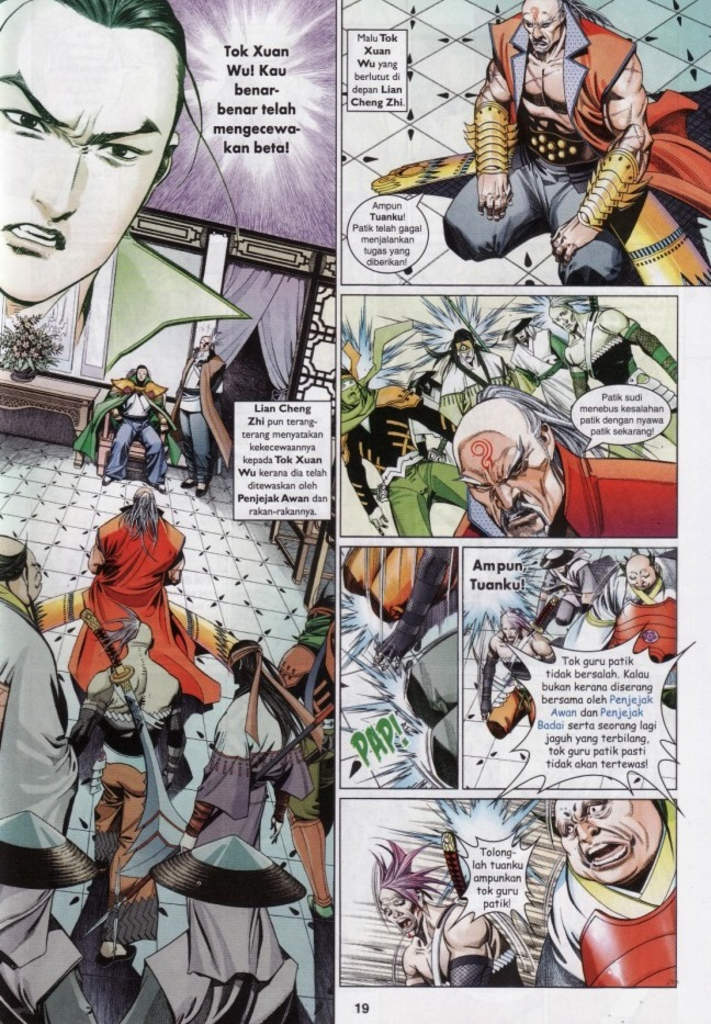 Tok Xuan
Wu! Kau
benar-
benar telah
mengecewa-
kan beta!
Lian Cheng
Zhi pun terang-
terang menyatakan
kekecewaannya
kepada Tok Xuan
Wu kerana dia telah
ditewaskan oleh
Penjejak Awan dan
rakan-rakannya.
Malu Tok
Xuan
Wu yang
berlutut di
depan Lian
Cheng Zhi.
Ampun
Tuanku!
Patik telah gagal
menjalankan
tugas yang
diberikan!
Patik sudi
menebus kesalahan
patik dengan nyawa
patik sekarang!
PAP!
Ampun,
Tuanku!
Tok guru patik
tidak bersalah. Kalau
bukan kerana diserang
bersama oleh Penjejak
Awan dan Penjejak
Badai serta seorang lagi
jaguh yang terbilang,
tok guru patik pasti
tidak akan tertewas!
Tolong-
lah tuanku
ampunkan
tok guru
patik!
19